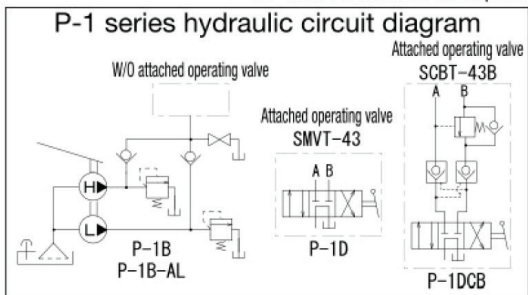 P-1 series hydraulic circuit diagram
W/O attached operating valve
H
L
P-1B
P-1B-AL
Attached operating valve
SMVT-43
A B
P-1D
Attached operating valve
SCBT-43B
A B
P-1DCB